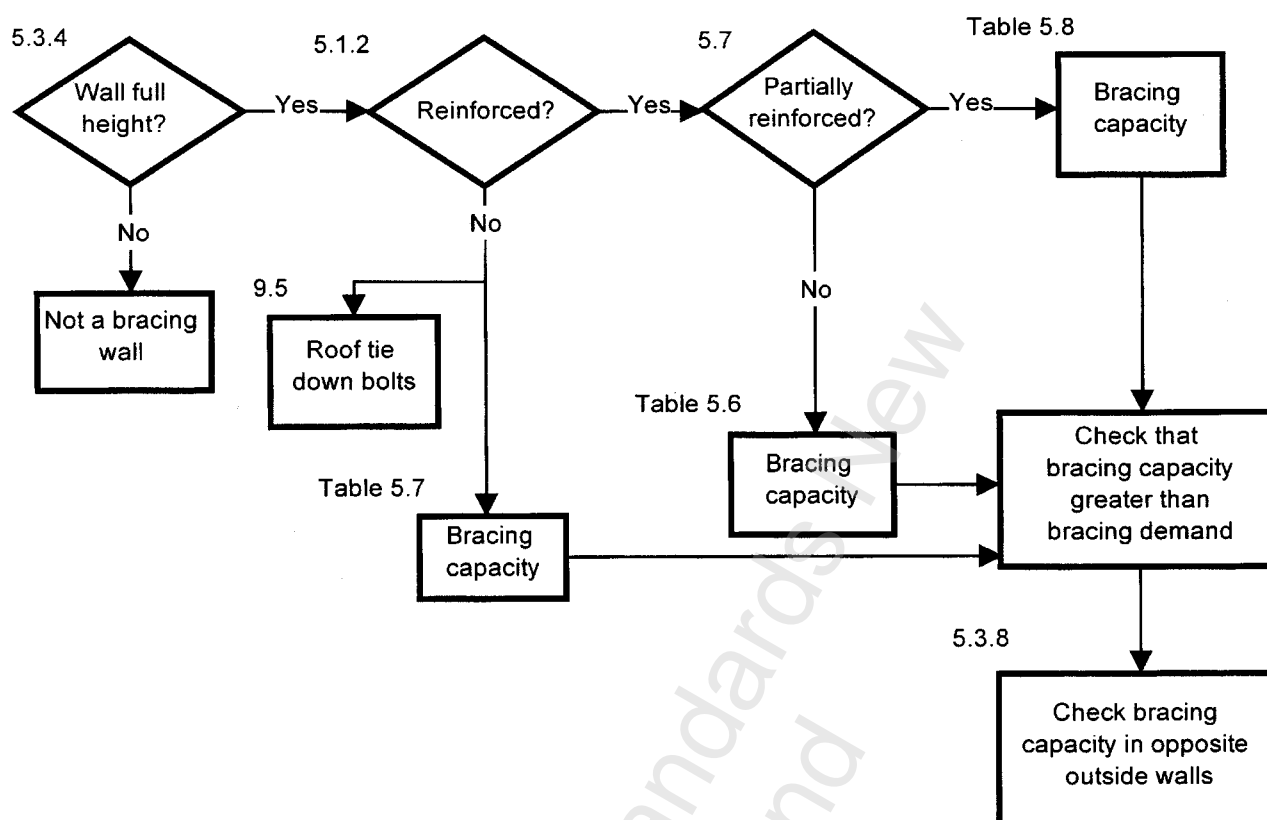 5.3.4
Wall full
height?
Yes
5.1.2
Reinforced?
Yes
5.7
Partially
reinforced?
Yes
Table 5.8
Bracing
capacity
No
Not a bracing
wall
No
9.5
Roof tie
down bolts
Table 5.7
Bracing
capacity
No
Table 5.6
Bracing
capacity
Check that
bracing capacity
greater than
bracing demand
5.3.8
Check bracing
capacity in opposite
outside walls
New